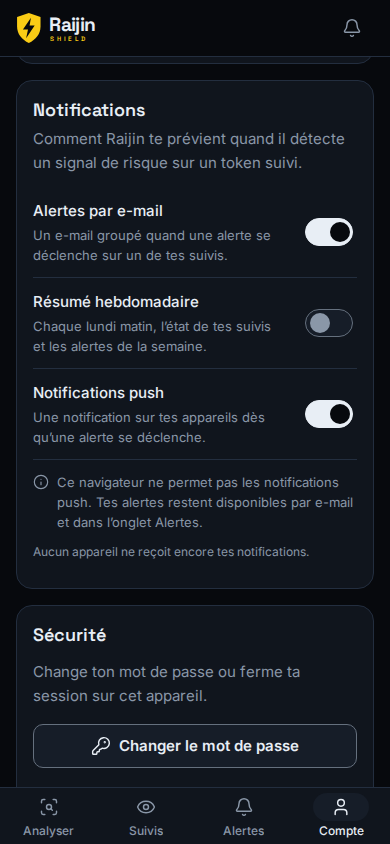 Raijin
SHIELD
Notifications
Comment Raijin te prévient quand il détecte
un signal de risque sur un token suivi.
Alertes par e-mail
Un e-mail groupé quand une alerte se
déclenche sur un de tes suivis.
Résumé hebdomadaire
Chaque lundi matin, l’état de tes suivis
et les alertes de la semaine.
Notifications push
Une notification sur tes appareils dès
qu’une alerte se déclenche.
Ce navigateur ne permet pas les notifications
push. Tes alertes restent disponibles par e-mail
et dans l’onglet Alertes.
Aucun appareil ne reçoit encore tes notifications.
Sécurité
Change ton mot de passe ou ferme ta
session sur cet appareil.
Changer le mot de passe
Analyser
Suivis
Alertes
Compte